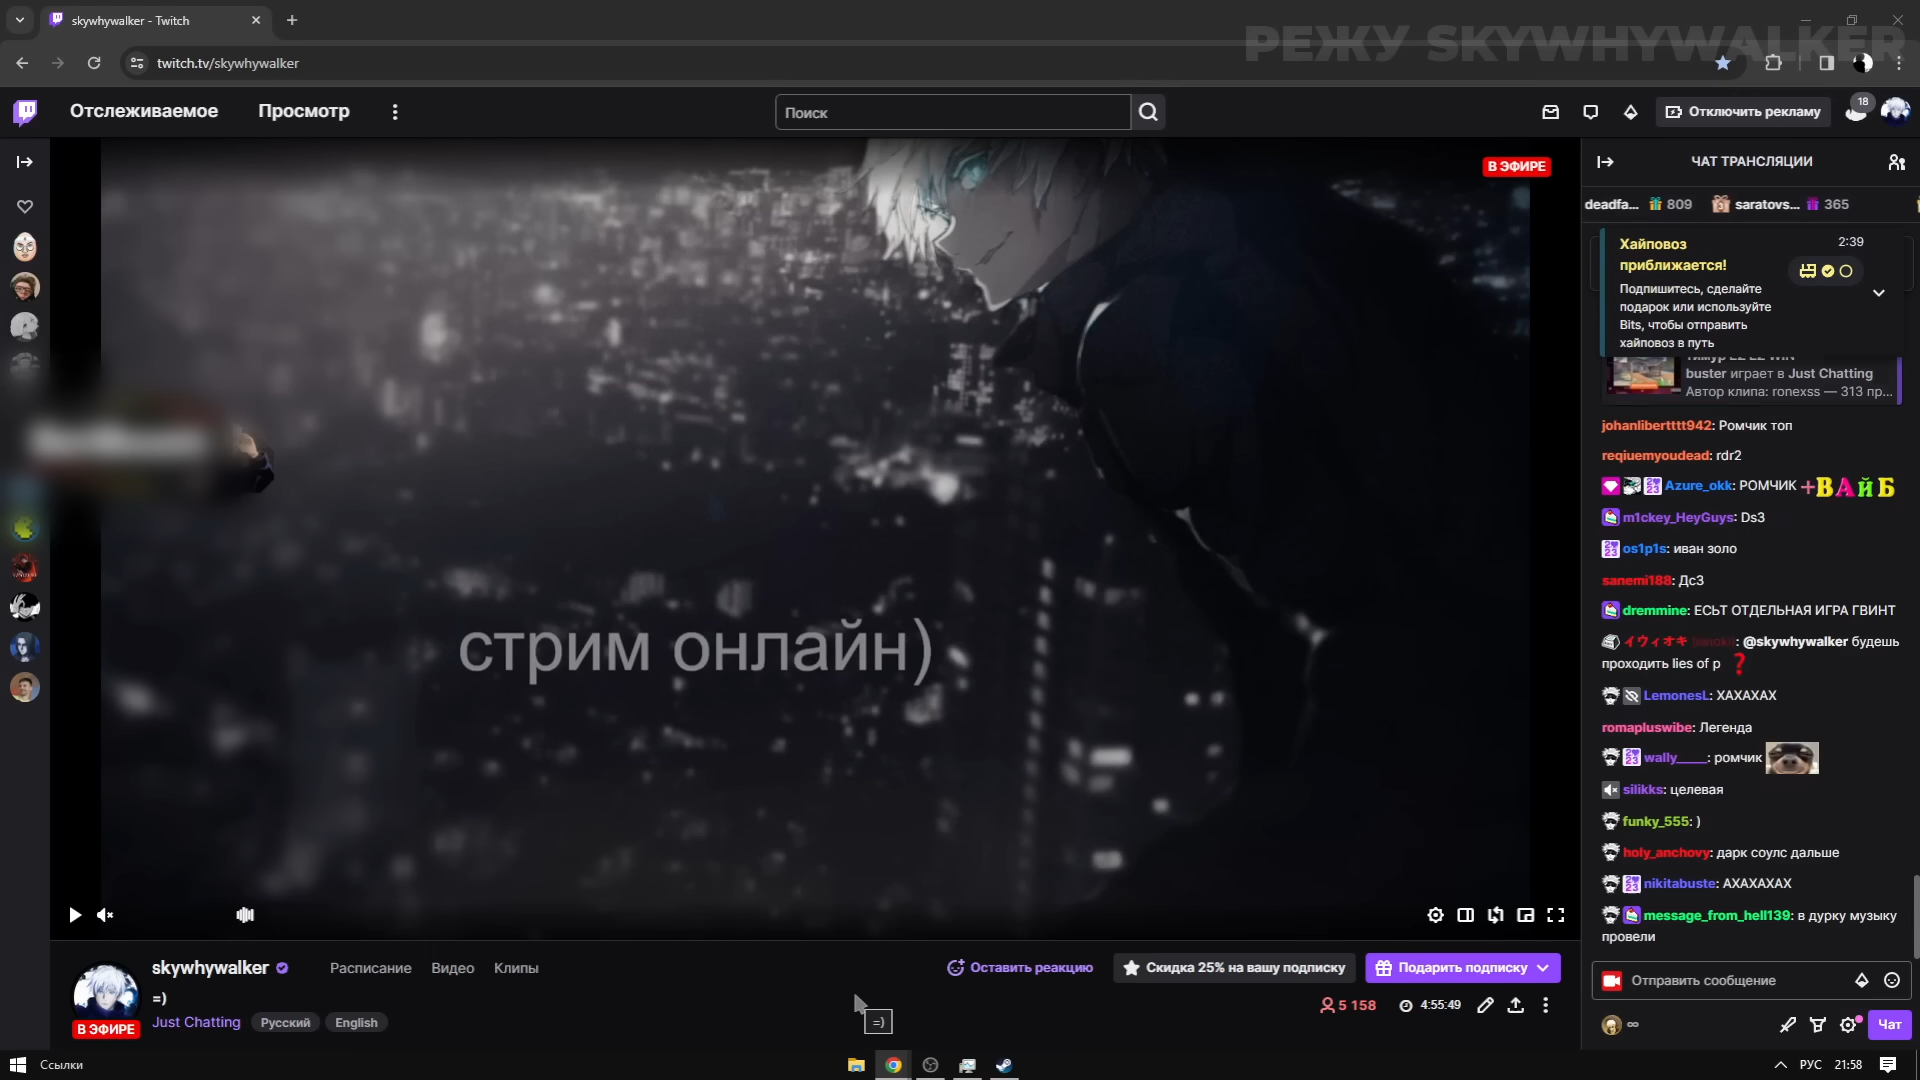 skywhywalker - Twitch
РЕЖУ SKYWHYWALKER
twitch.tv/skywhywalker
Отслеживаемое
Просмотр
Поиск
Отключить рекламу
18
В ЭФИРЕ
ЧАТ ТРАНСЛЯЦИИ
deadfa... 809 saratovs... 365
Хайповоз
приближается!
2:39
Подпишитесь, сделайте
подарок или используйте
Bits, чтобы отправить
хайповоз в путь
buster играет в Just Chatting
Автор клипа: ronexss — 313 пр...
johanlibertttt942: Ромчик топ
reqiuemyoudead: rdr2
Azure_okk: РОМЧИК +ВАЙБ
m1ckey_HeyGuys: Ds3
os1p1s: иван золо
sanemi188: Дс3
dremmine: ЕСЬТ ОТДЕЛЬНАЯ ИГРА ГВИНТ
イウィオキ: @skywhywalker будешь
проходить lies of p ❓
LemonesL: ХАХАХАХ
romapluswibe: Легенда
wally_____: ромчик
silikks: целевая
funky_555: )
holy_anchovy: дарк соулс дальше
nikitabuste: АХАХАХАХ
message_from_hell139: в дурку музыку
провели
Отправить сообщение
Чат
стрим онлайн)
skywhywalker
Расписание
Видео
Клипы
Оставить реакцию
Скидка 25% на вашу подписку
Подарить подписку
=)
В ЭФИРЕ
Just Chatting
Русский
English
5 158
4:55:49
=)
Ссылки
РУС
21:58